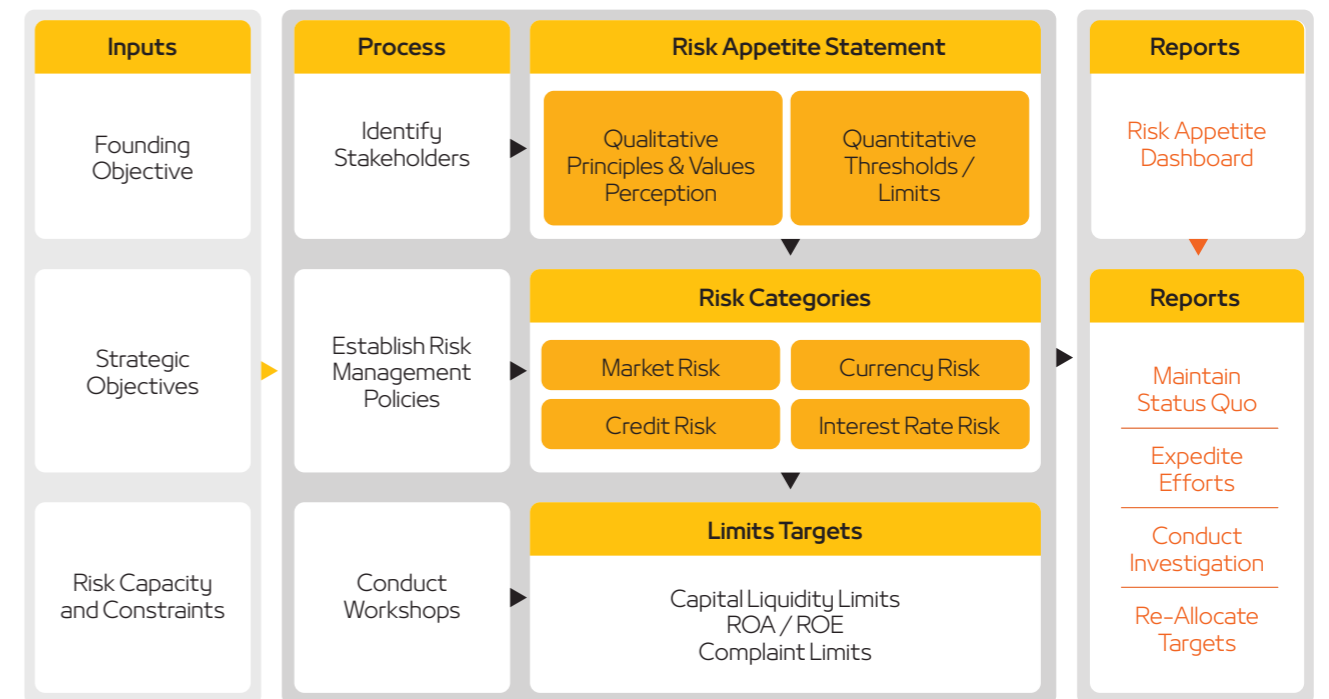 Inputs
Founding
Objective
Strategic
Objectives
Risk Capacity
and Constraints
Process
Identify
Stakeholders
Establish Risk
Management
Policies
Conduct
Workshops
Risk Appetite Statement
Qualitative
Principles & Values
Perception
Quantitative
Thresholds /
Limits
Risk Categories
Market Risk
Currency Risk
Credit Risk
Interest Rate Risk
Limits Targets
Capital Liquidity Limits
ROA / ROE
Complaint Limits
Reports
Risk Appetite
Dashboard
Reports
Maintain
Status Quo
Expedite
Efforts
Conduct
Investigation
Re-Allocate
Targets